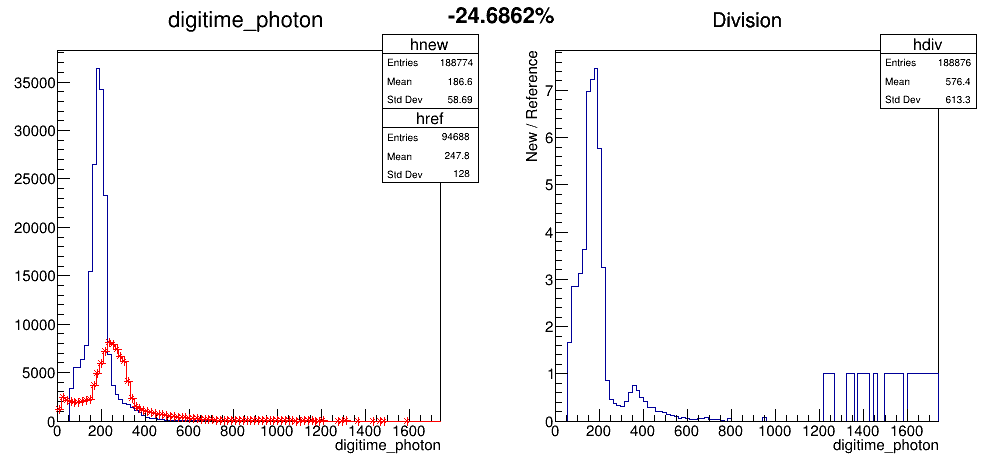 digitime_photon
-24.6862%
Division
hnew
Entries 188774
Mean 186.6
Std Dev 58.69
href
Entries 94688
Mean 247.8
Std Dev 128
35000
30000
25000
20000
15000
10000
5000
0
0 200 400 600 800 1000 1200 1400 1600
digitime_photon
hdiv
Entries 188876
Mean 576.4
Std Dev 613.3
New / Reference
7
6
5
4
3
2
1
0
0 200 400 600 800 1000 1200 1400 1600
digitime_photon